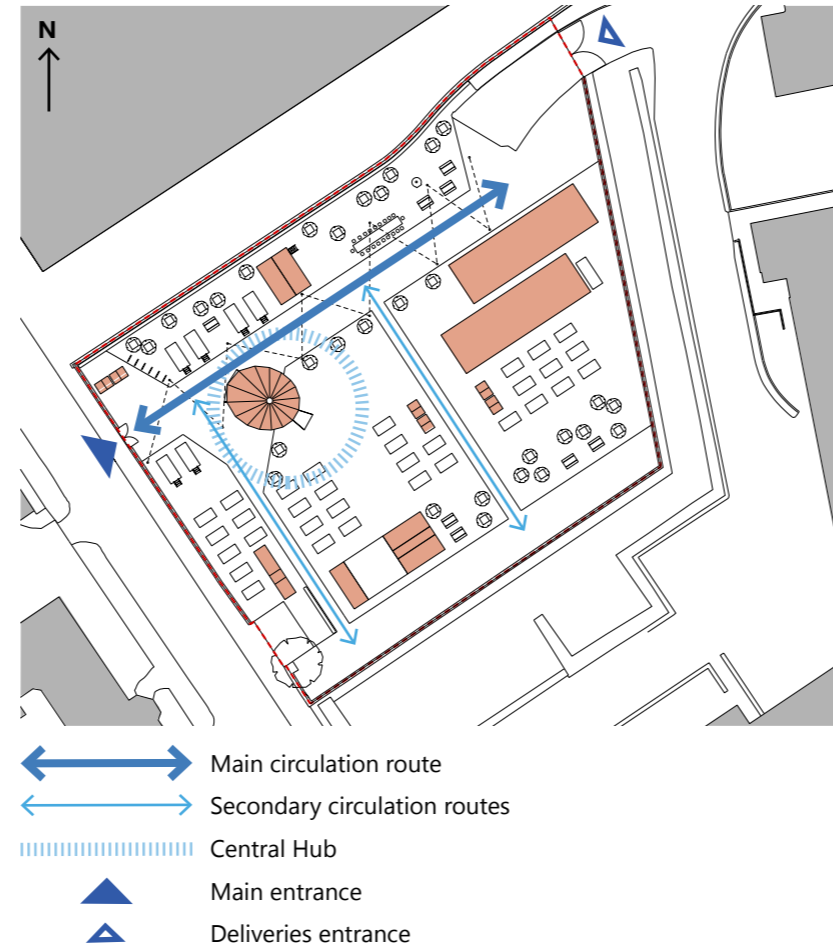 N
Main circulation route
Secondary circulation routes
Central Hub
Main entrance
Deliveries entrance